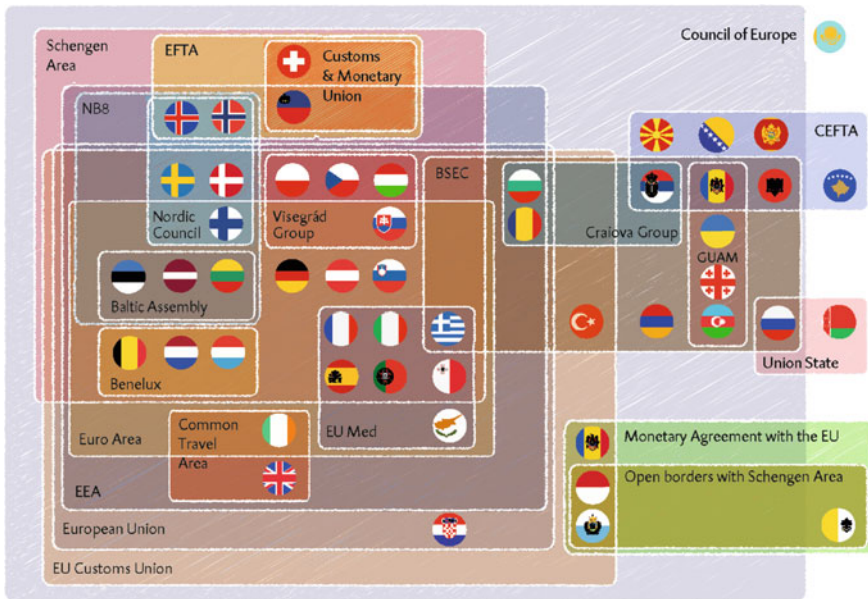 Schengen
Area
EFTA
Customs
& Monetary
Union
Council of Europe
NB8
CEFTA
BSEC
Nordic
Council
Visegrád
Group
Craiova Group
GUAM
Baltic Assembly
Union State
Benelux
Euro Area
Common
Travel
Area
EU Med
Monetary Agreement with the EU
Open borders with Schengen Area
EEA
European Union
EU Customs Union